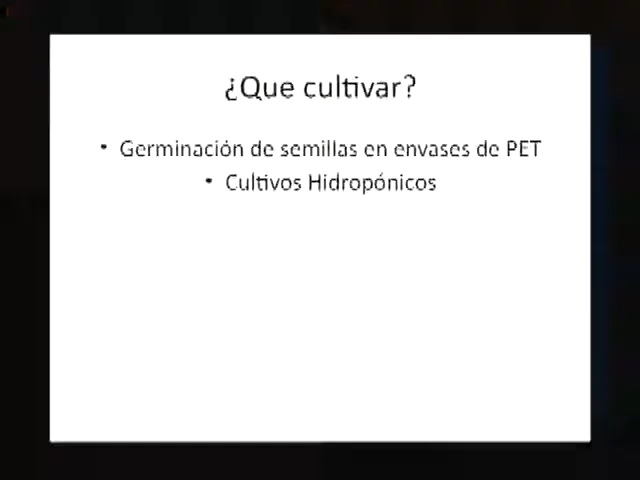 ¿Que cultivar?
• Germinación de semillas en envases de PET
• Cultivos Hidropónicos